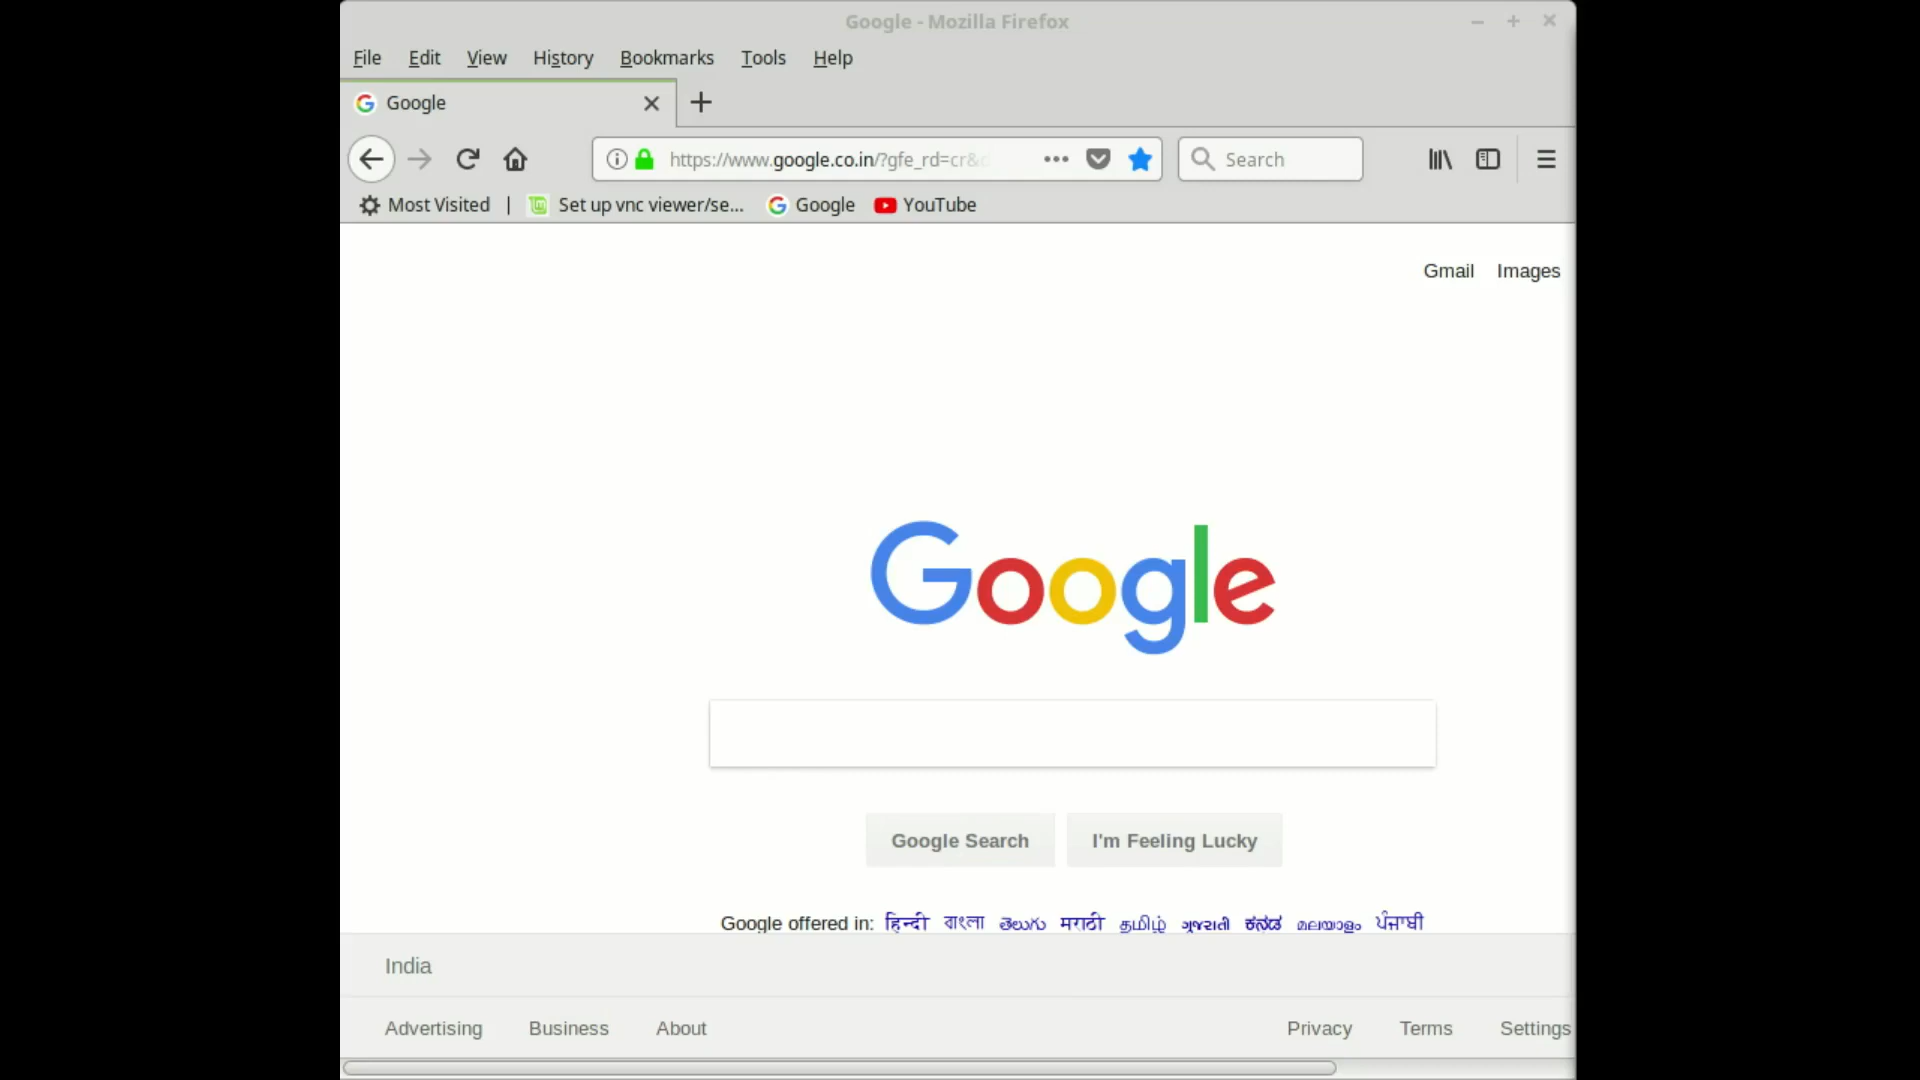 Google - Mozilla Firefox
File Edit View History Bookmarks Tools Help
Google
https://www.google.co.in/?gfe_rd=cr& Search
Most Visited | Set up vnc viewer/se... Google YouTube
Gmail Images
Google
Google Search I'm Feeling Lucky
Google offered in: हिन्दी বাংলা తెలుగు मराठी தமிழ் ગુજરાતી ಕನ್ನಡ മലയാളം ਪੰਜਾਬੀ
India
Advertising Business About Privacy Terms Settings